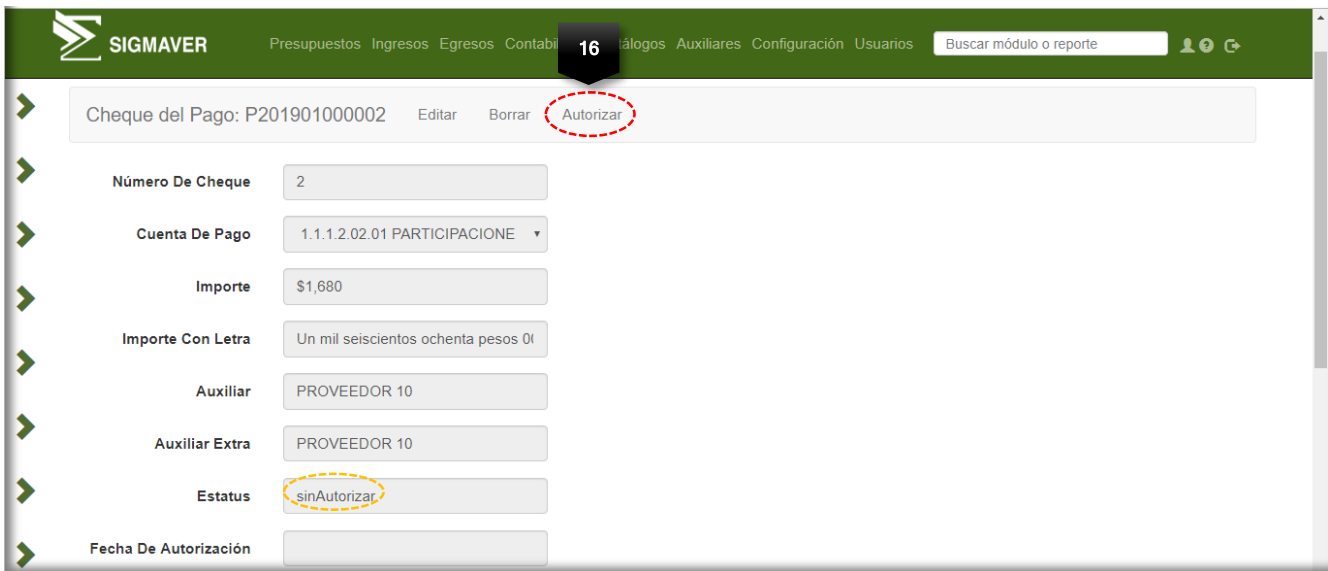 SIGMAVER
Presupuestos Ingresos Egresos Contabil tálogos Auxiliares Configuración Usuarios Buscar módulo o reporte
16
Cheque del Pago: P201901000002 Editar Borrar Autorizar
Número De Cheque 2
Cuenta De Pago 1.1.1.2.02.01 PARTICIPACIONE
Importe $1,680
Importe Con Letra Un mil seiscientos ochenta pesos 0(
Auxiliar PROVEEDOR 10
Auxiliar Extra PROVEEDOR 10
Estatus sinAutorizar
Fecha De Autorización